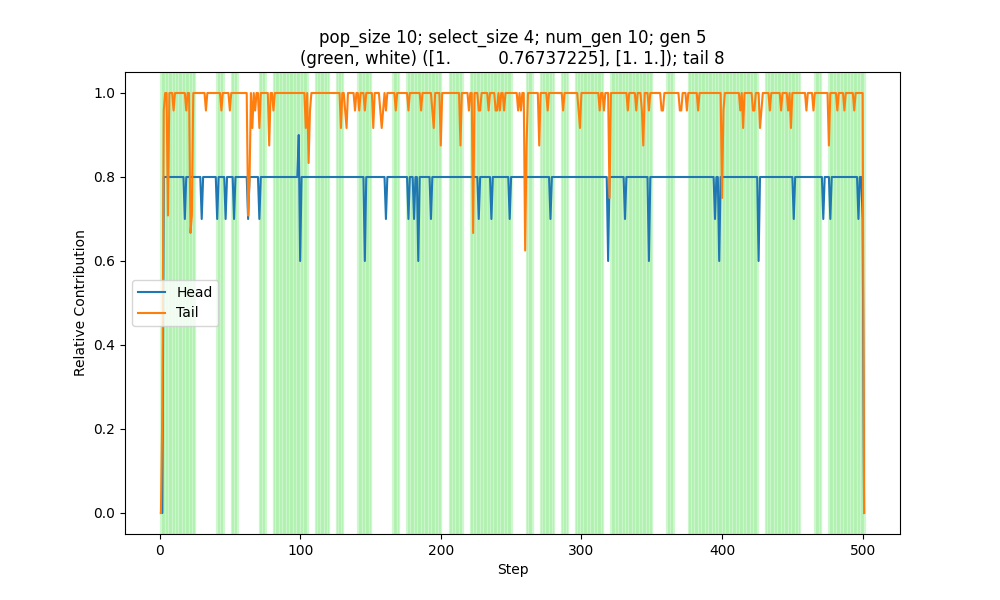 pop_size 10; select_size 4; num_gen 10; gen 5
(green, white) ([1. 0.76737225], [1. 1.]); tail 8
1.0
0.8
0.6
0.4
0.2
0.0
Relative Contribution
Head
Tail
0 100 200 300 400 500
Step